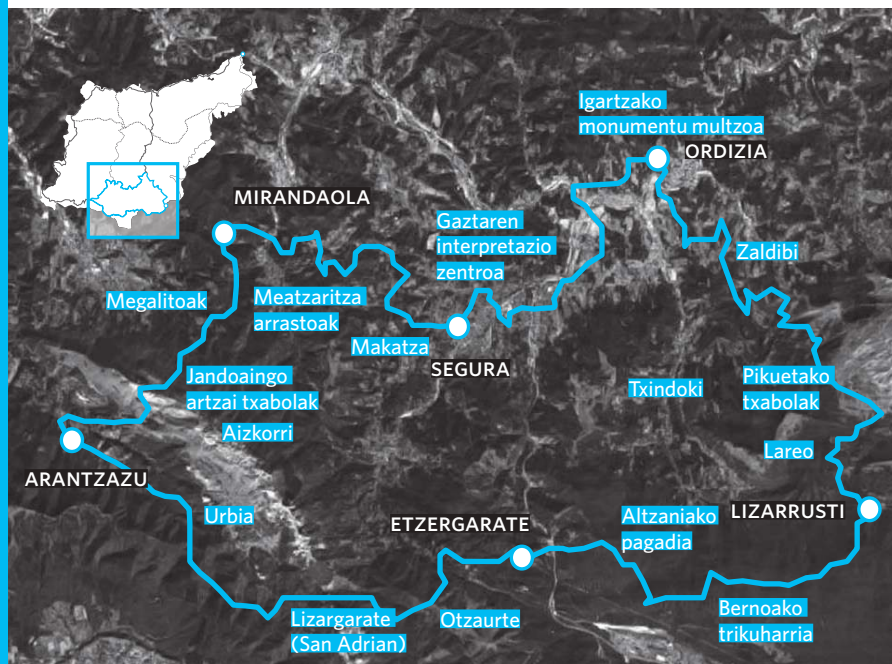 Igartzako
monumentu multzoa
ORDIZIA
MIRANDAOLA
Gaztaren
interpretazio
zentroa
Zaldibi
Megalitoak
Meatzaritza
arrastoak
Makatza
SEGURA
Jandoaingo
artzai txabolak
Txindoki
Pikuetako
txabolak
Aizkorri
Lareo
ARANTZAZU
Urbia
ETZERGARATE
Altzaniako
pagadia
LIZARRUSTI
Lizargarate
(San Adrian)
Otzaurte
Bernoako
trikuharria